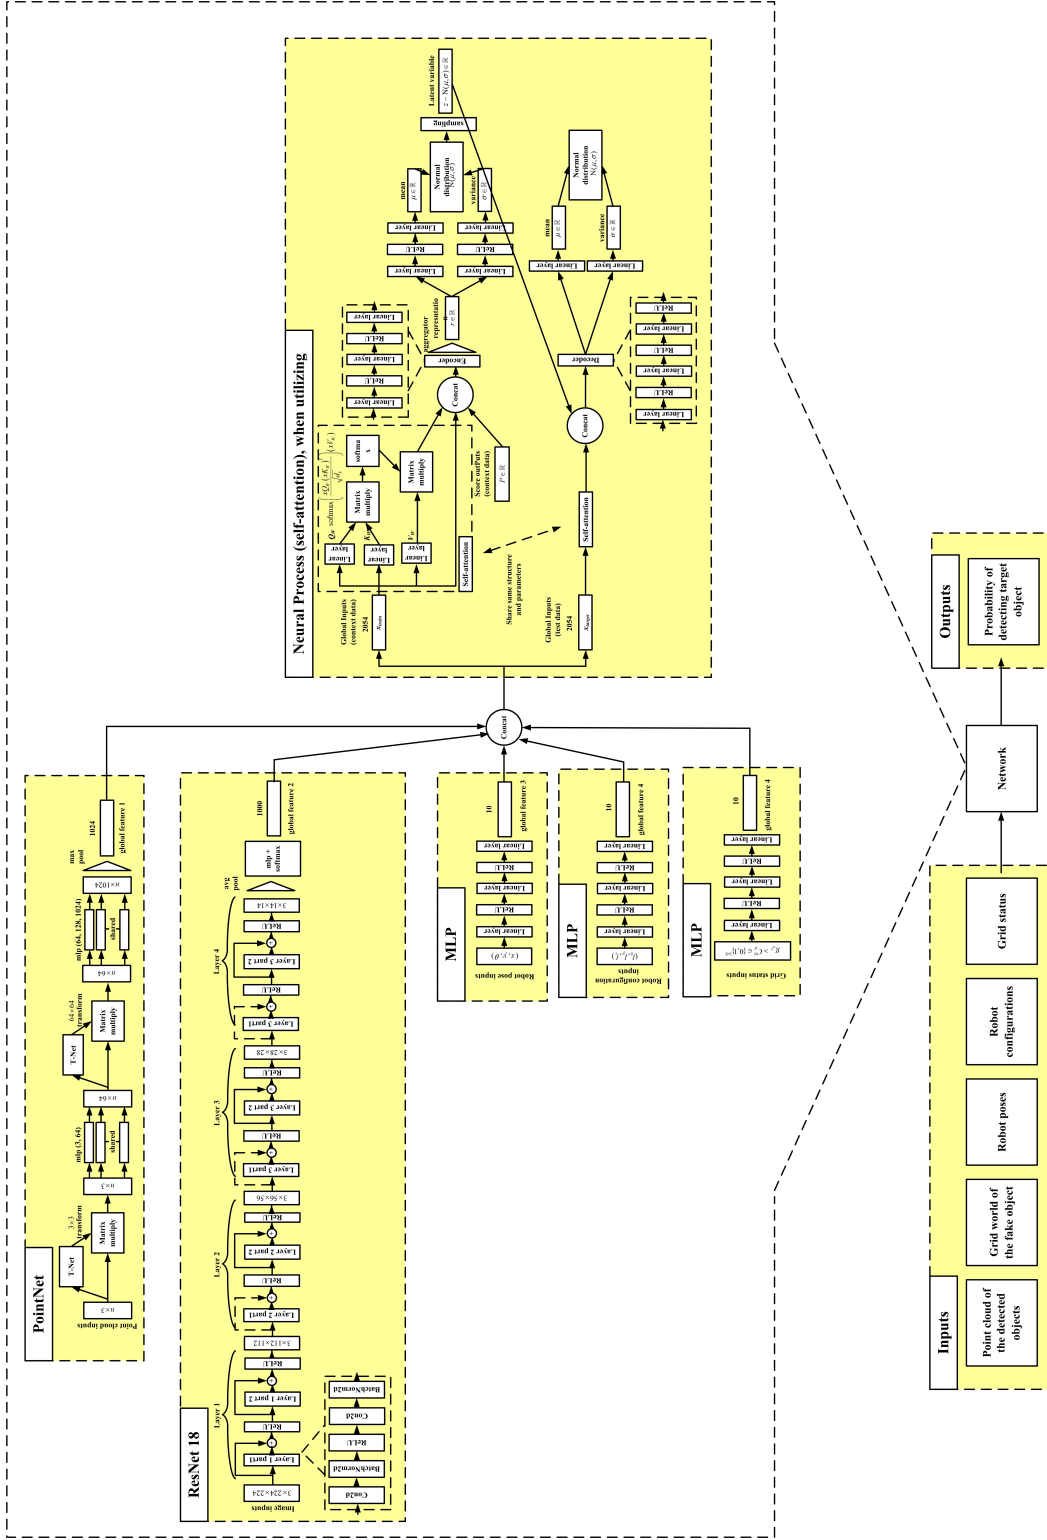 PointNet
Point cloud inputs
n×3
T-Net
3×3
transform
Matrix
multiply
n×3
mlp (3, 64)
shared
n×64
T-Net
64×64
transform
Matrix
multiply
n×64
mlp (64, 128, 1024)
shared
n×1024
max
pool
1024
global feature 1
ResNet 18
Image inputs
3×224×224
Layer 1
Layer 1 part1
+
ReLU
Layer 1 part 2
+
ReLU
3×112×112
Con2d
BatchNorm2d
ReLU
Con2d
BatchNorm2d
Layer 2
Layer 2 part1
+
ReLU
Layer 2 part 2
+
ReLU
3×56×56
Layer 3
Layer 3 part1
+
ReLU
Layer 3 part 2
+
ReLU
3×28×28
Layer 4
Layer 3 part1
+
ReLU
Layer 3 part 2
+
ReLU
3×14×14
avg
pool
mlp +
softmax
1000
global feature 2
MLP
Robot pose inputs
(x, y, θ)
Linear layer
ReLU
Linear layer
ReLU
Linear layer
10
global feature 3
MLP
Robot configuration
inputs
Linear layer
ReLU
Linear layer
ReLU
Linear layer
10
global feature 4
MLP
Grid status inputs
Linear layer
ReLU
Linear layer
ReLU
Linear layer
10
global feature 4
Concat
Neural Process (self-attention), when utilizing
Global Inputs
(context data)
2054
Linear
layer
Linear
layer
Linear
layer
Matrix
multiply
softma
x
Matrix
multiply
Self-attention
Score outPuts
(context data)
P ∈ ℝ
Concat
Linear layer
ReLU
Linear layer
ReLU
Linear layer
Encoder
aggregator
representatio
n
r ∈ ℝ
Linear layer
ReLU
Linear layer
mean
μ ∈ ℝ
Linear layer
ReLU
Linear layer
variance
σ ∈ ℝ
Normal
distribution
N(μ,σ)
sampling
Latent variable
z ~ N(μ,σ) ∈ ℝ
Share same structure
and parameters
Global Inputs
(test data)
2054
x target
Self-attention
Concat
Decoder
Linear layer
ReLU
Linear layer
ReLU
Linear layer
ReLU
Linear layer
Linear layer
mean
μ ∈ ℝ
variance
σ ∈ ℝ
Normal
distribution
N(μ,σ)
Inputs
Point cloud of
the detected
objects
Grid world of
the fake object
Robot poses
Robot
configurations
Grid status
Network
Outputs
Probability of
detecting target
object